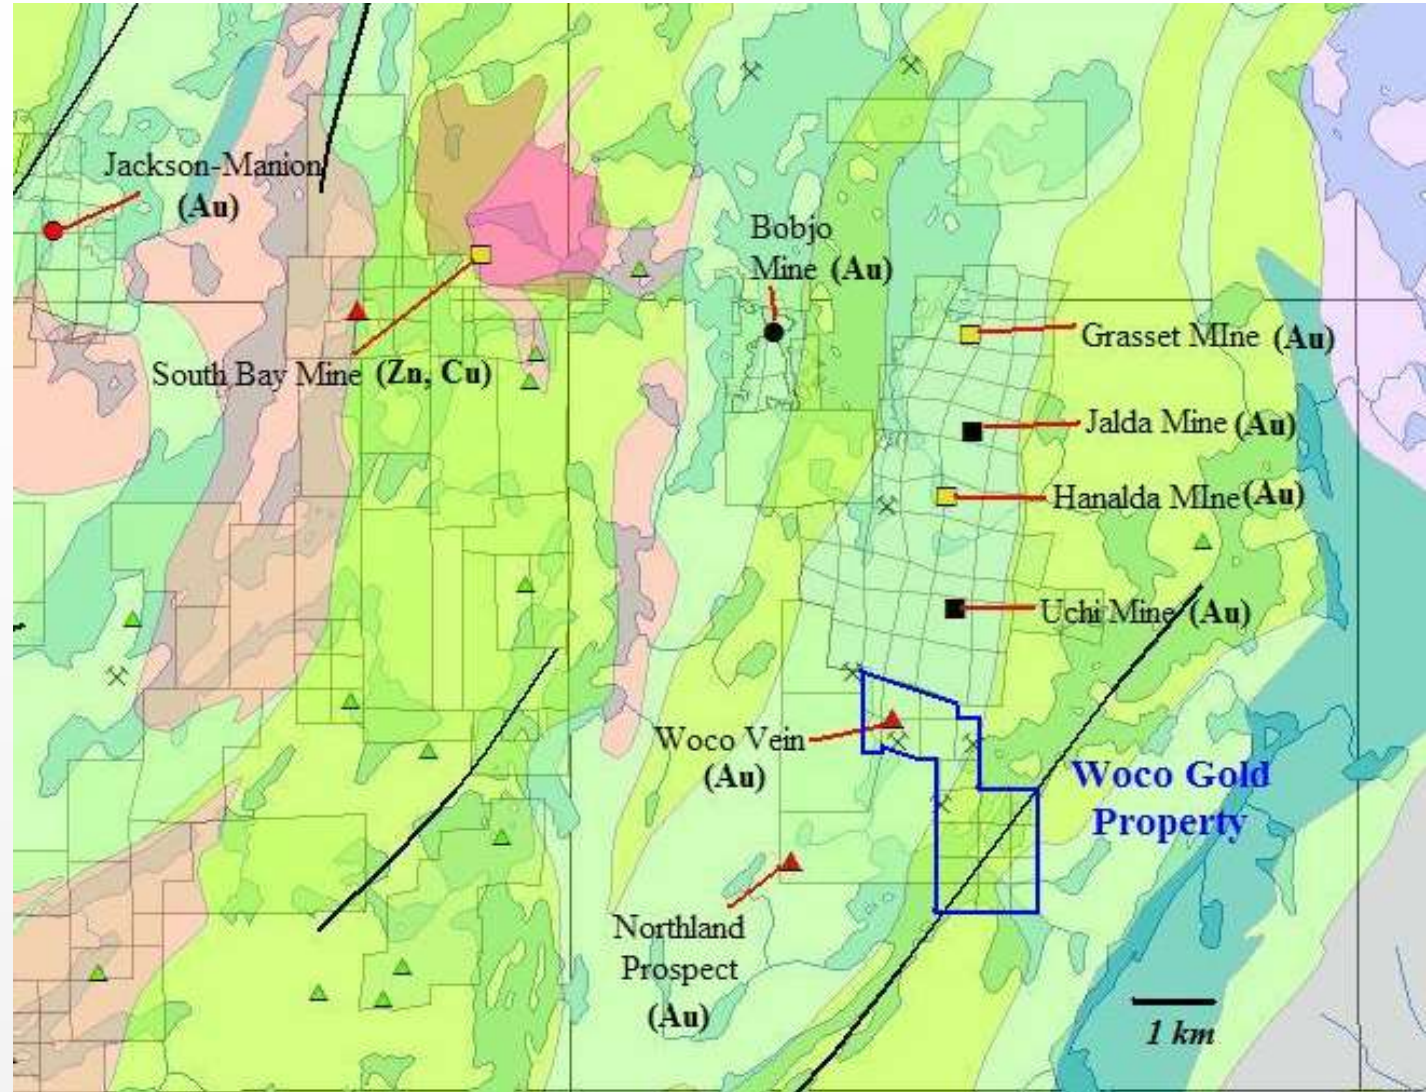 Jackson-Manion
(Au)
Bobjo
Mine (Au)
Grasset MIne (Au)
South Bay Mine (Zn, Cu)
Jalda Mine (Au)
Hanalda MIne (Au)
Uchi Mine (Au)
Woco Vein
(Au)
Woco Gold
Property
Northland
Prospect
(Au)
1 km